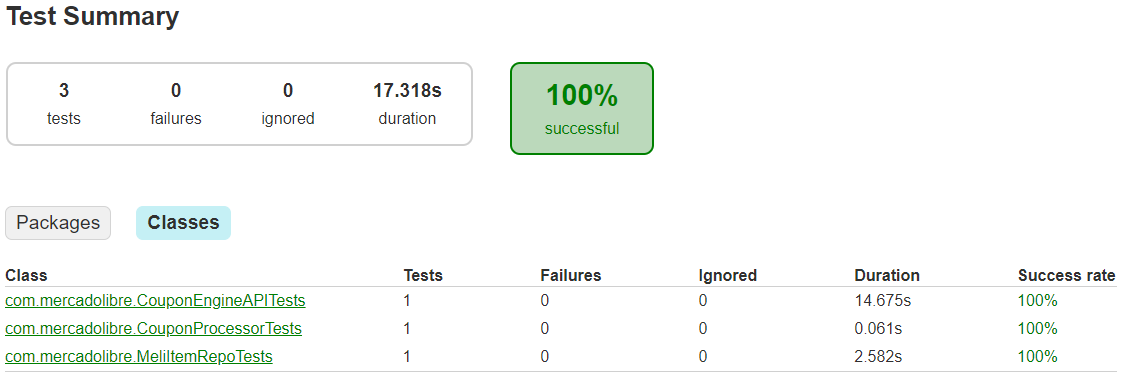 Test Summary
3 0 0 17.318s
tests failures ignored duration
100%
successful
Packages Classes
Class Tests Failures Ignored Duration Success rate
com.mercadolibre.CouponEngineAPITests 1 0 0 14.675s 100%
com.mercadolibre.CouponProcessorTests 1 0 0 0.061s 100%
com.mercadolibre.MeliItemRepoTests 1 0 0 2.582s 100%